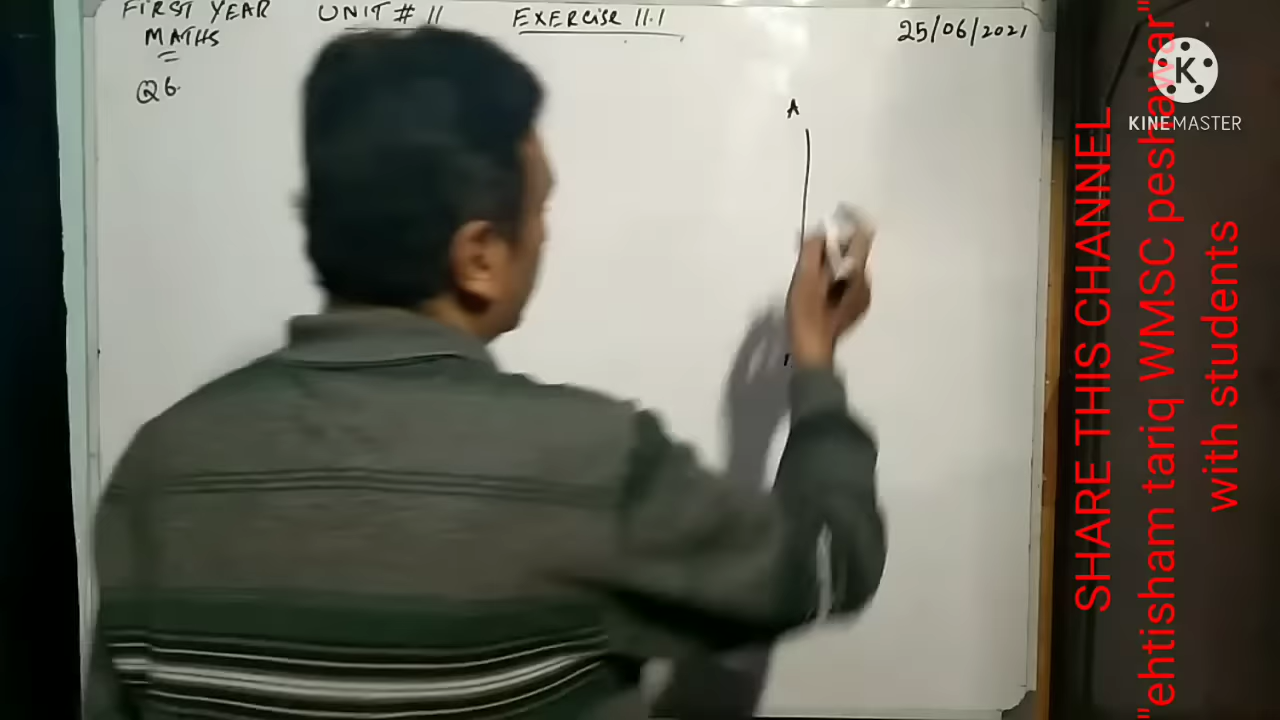 FIRST YEAR UNIT # 11 EXERCISE 11.1 25/06/2021
MATHS
Q6.
A
K
KINEMASTER
SHARE THIS CHANNEL
"ehtisham tariq WMSC peshawar"
with students